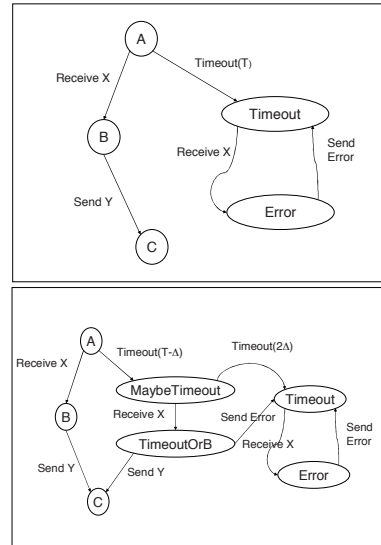 A
Receive X
Timeout(T)
Timeout
B
Receive X
Send
Error
Send Y
Error
C
A
Timeout(2Δ)
Timeout(T-Δ)
Receive X
MaybeTimeout
Timeout
Receive X
B
Send Error
Send
Error
TimeoutOrB
Receive X
Send Y
Send Y
Error
C